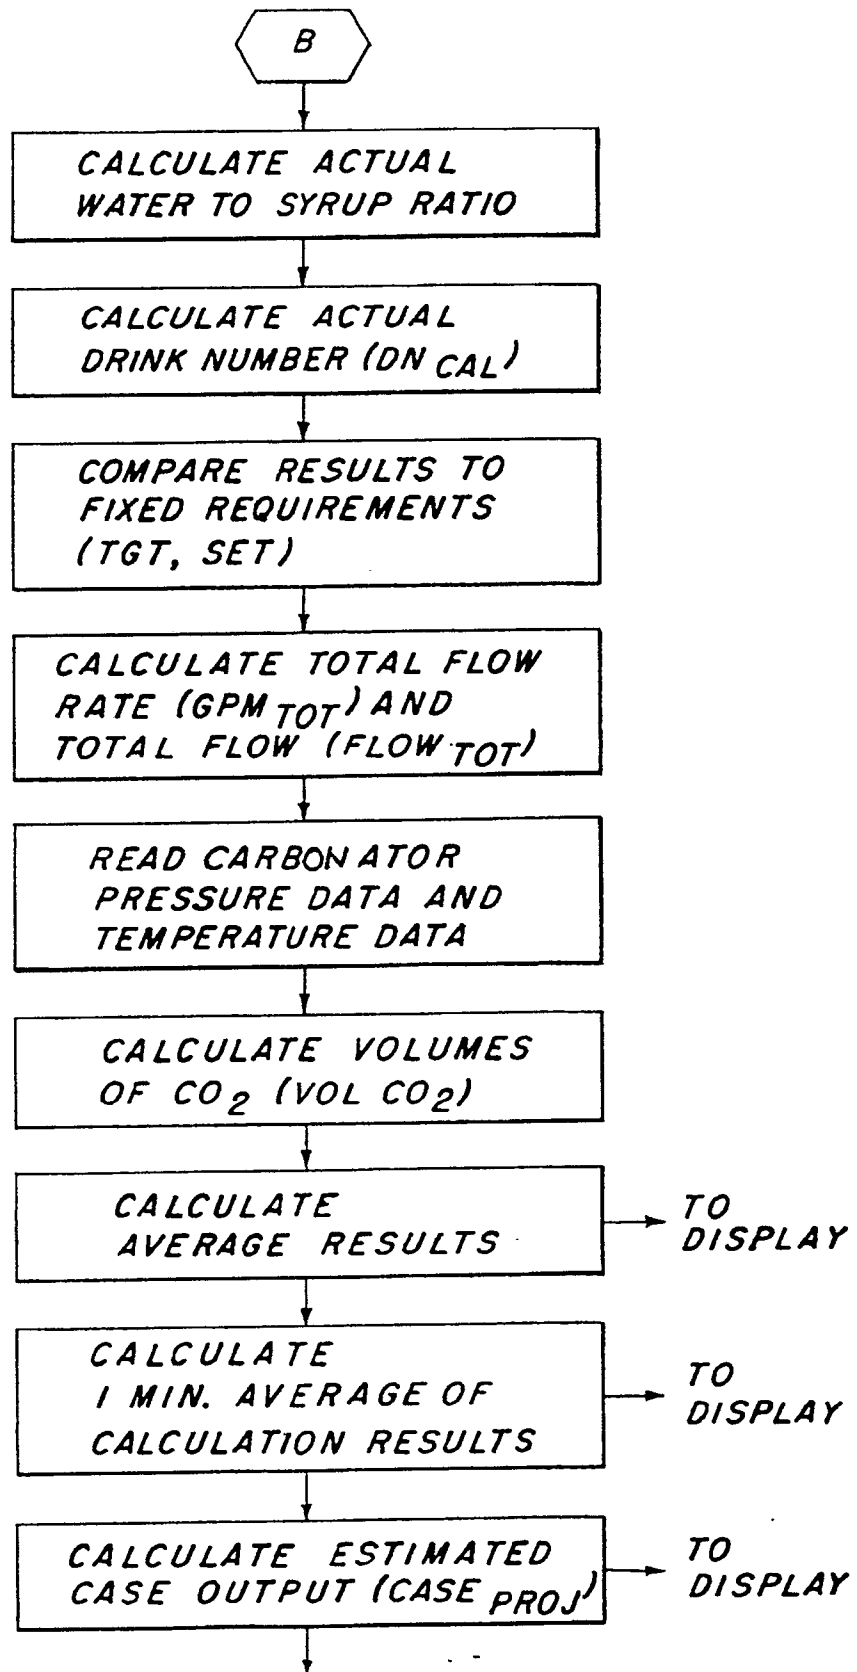 B
CALCULATE ACTUAL
WATER TO SYRUP RATIO
CALCULATE ACTUAL
DRINK NUMBER (DN CAL)
COMPARE RESULTS TO
FIXED REQUIREMENTS
(TGT, SET)
CALCULATE TOTAL FLOW
RATE (GPM TOT) AND
TOTAL FLOW (FLOW TOT)
READ CARBONATOR
PRESSURE DATA AND
TEMPERATURE DATA
CALCULATE VOLUMES
OF CO2 (VOL CO2)
CALCULATE
AVERAGE RESULTS
TO
DISPLAY
CALCULATE
1 MIN. AVERAGE OF
CALCULATION RESULTS
TO
DISPLAY
CALCULATE ESTIMATED
CASE OUTPUT (CASE PROJ)
TO
DISPLAY